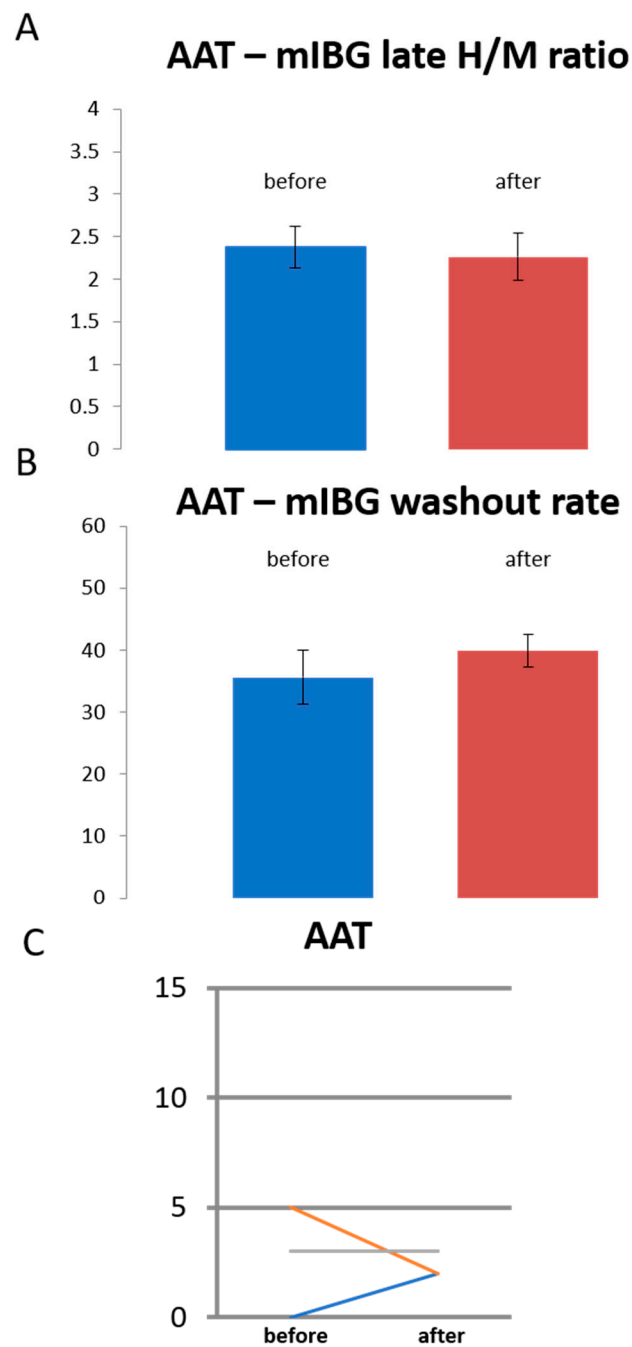 A
AAT – mIBG late H/M ratio
4
3.5
3
2.5
2
1.5
1
0.5
0
before
after
B
AAT – mIBG washout rate
60
50
40
30
20
10
0
before
after
C
AAT
15
10
5
0
before
after